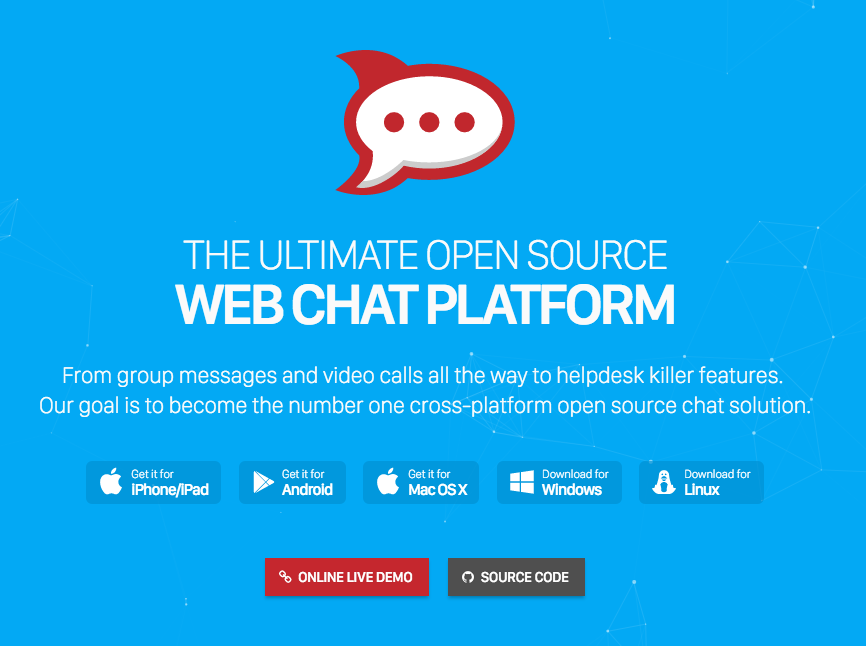 THE ULTIMATE OPEN SOURCE
WEB CHAT PLATFORM
From group messages and video calls all the way to helpdesk killer features.
Our goal is to become the number one cross-platform open source chat solution.
Get it for
iPhone/iPad
Get it for
Android
Get it for
Mac OS X
Download for
Windows
Download for
Linux
ONLINE LIVE DEMO
SOURCE CODE